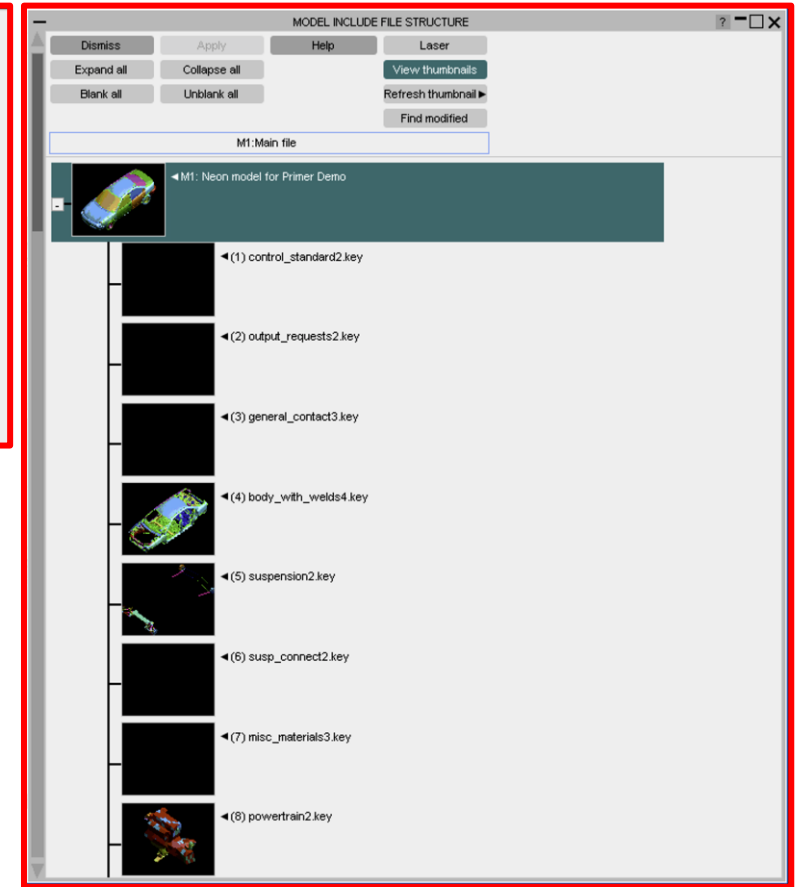 MODEL INCLUDE FILE STRUCTURE ?
Dismiss Apply Help Laser
Expand all Collapse all View thumbnails
Blank all Unblank all Refresh thumbnail ▶
Find modified
M1:Main file
◄ M1: Neon model for Primer Demo
◄ (1) control_standard2.key
◄ (2) output_requests2.key
◄ (3) general_contact3.key
◄ (4) body_with_welds4.key
◄ (5) suspension2.key
◄ (6) susp_connect2.key
◄ (7) misc_materials3.key
◄ (8) powertrain2.key